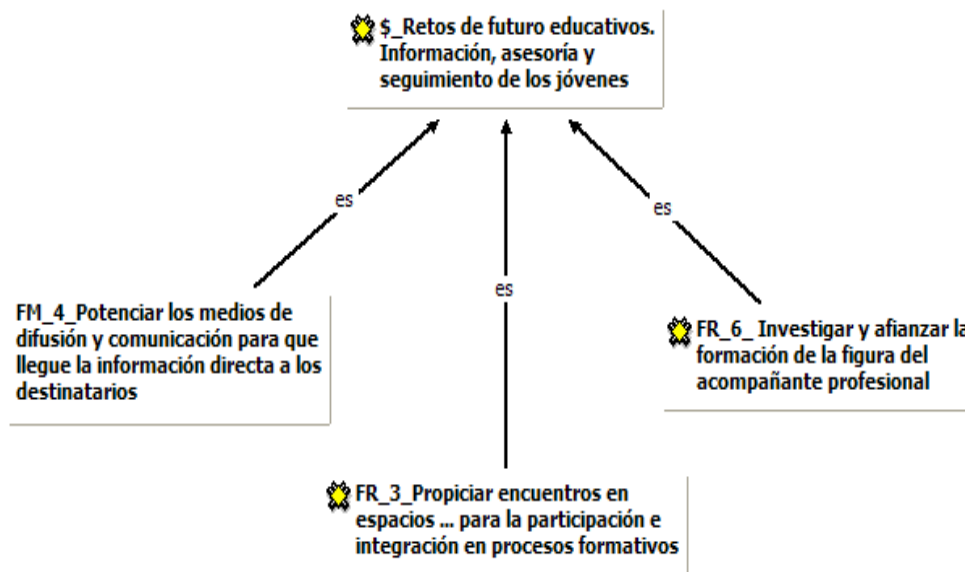 $_Retos de futuro educativos.
Información, asesoría y
seguimiento de los jóvenes
es
es
es
FM_4_Potenciar los medios de
difusión y comunicación para que
llegue la información directa a los
destinatarios
FR_6_ Investigar y afianzar la
formación de la figura del
acompañante profesional
FR_3_Propiciar encuentros en
espacios ... para la participación e
integración en procesos formativos